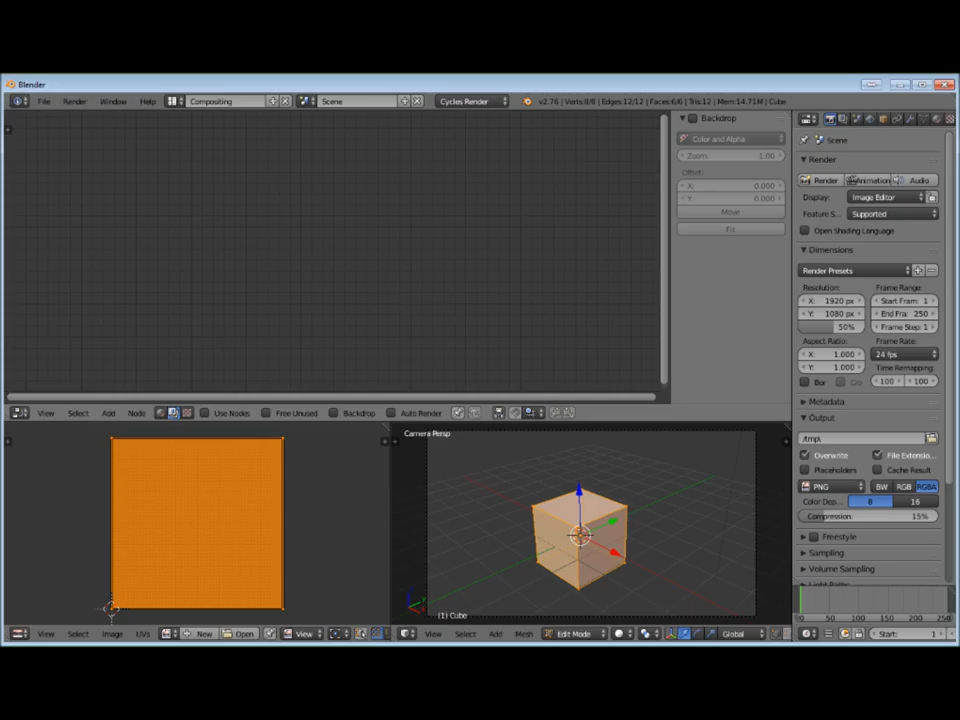 Blender
File Render Window Help Compositing Scene Cycles Render v2.76 | Verts:8/8 | Edges:12/12 | Faces:6/6 | Tris:12 | Mem:14.71M | Cube
Backdrop
Color and Alpha
Zoom: 1.00
Offset:
X: 0.000
Y: 0.000
Move
Fit
Scene
Render
Render Animation Audio
Display: Image Editor
Feature S... Supported
Open Shading Language
Dimensions
Render Presets
Resolution: Frame Range:
X: 1920 px Start Fram: 1
Y: 1080 px End Fra: 250
50% Frame Step: 1
Aspect Ratio: Frame Rate:
X: 1.000 24 fps
Y: 1.000 Time Remapping:
Bor 100 100
Metadata
Output
/tmp\
Overwrite File Extensio...
Placeholders Cache Result
PNG BW RGB RGBA
Color Dep... 8 16
Compression: 15%
Freestyle
Sampling
Volume Sampling
Light Paths
View Select Add Node Use Nodes Free Unused Backdrop Auto Render
Camera Persp
(1) Cube
0 50 100 150 200 250
View Select Image UVs New Open View
View Select Add Mesh Edit Mode Global
Start: 1